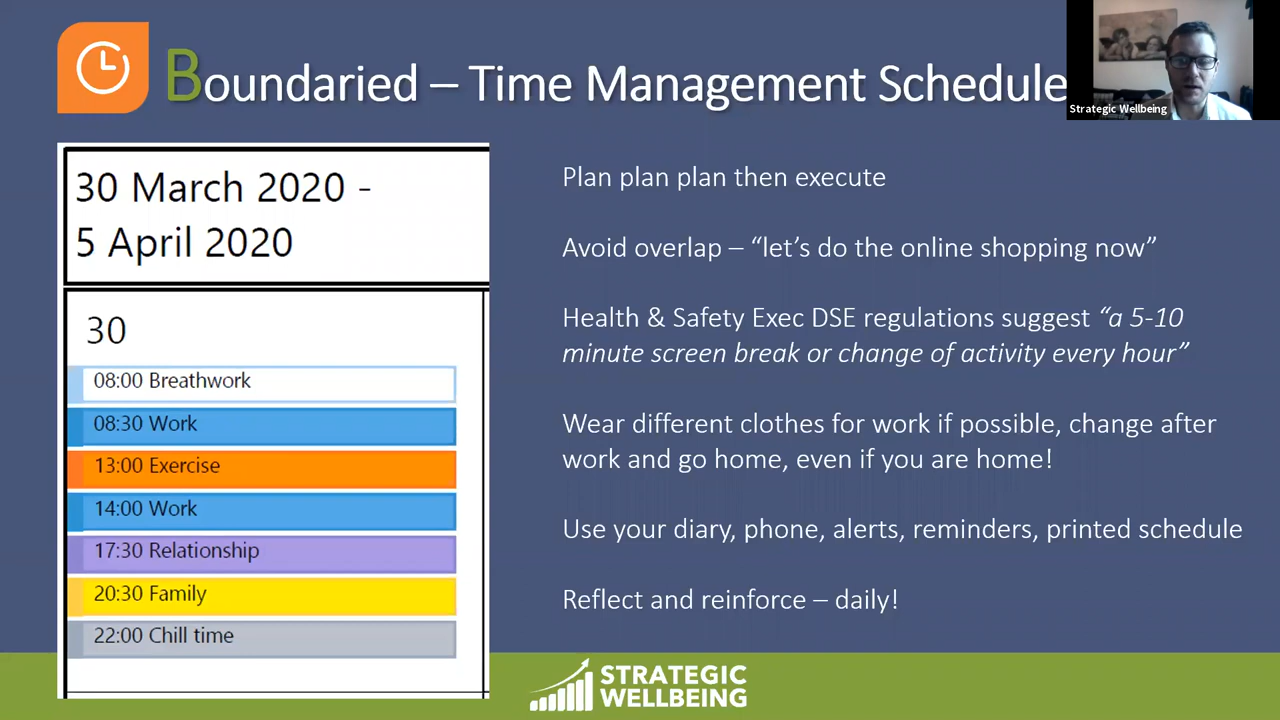 Boundaried – Time Management Schedule
Strategic Wellbeing
30 March 2020 -
5 April 2020
30
08:00 Breathwork
08:30 Work
13:00 Exercise
14:00 Work
17:30 Relationship
20:30 Family
22:00 Chill time
Plan plan plan then execute
Avoid overlap – “let’s do the online shopping now”
Health & Safety Exec DSE regulations suggest “a 5-10
minute screen break or change of activity every hour”
Wear different clothes for work if possible, change after
work and go home, even if you are home!
Use your diary, phone, alerts, reminders, printed schedule
Reflect and reinforce – daily!
STRATEGIC
WELLBEING